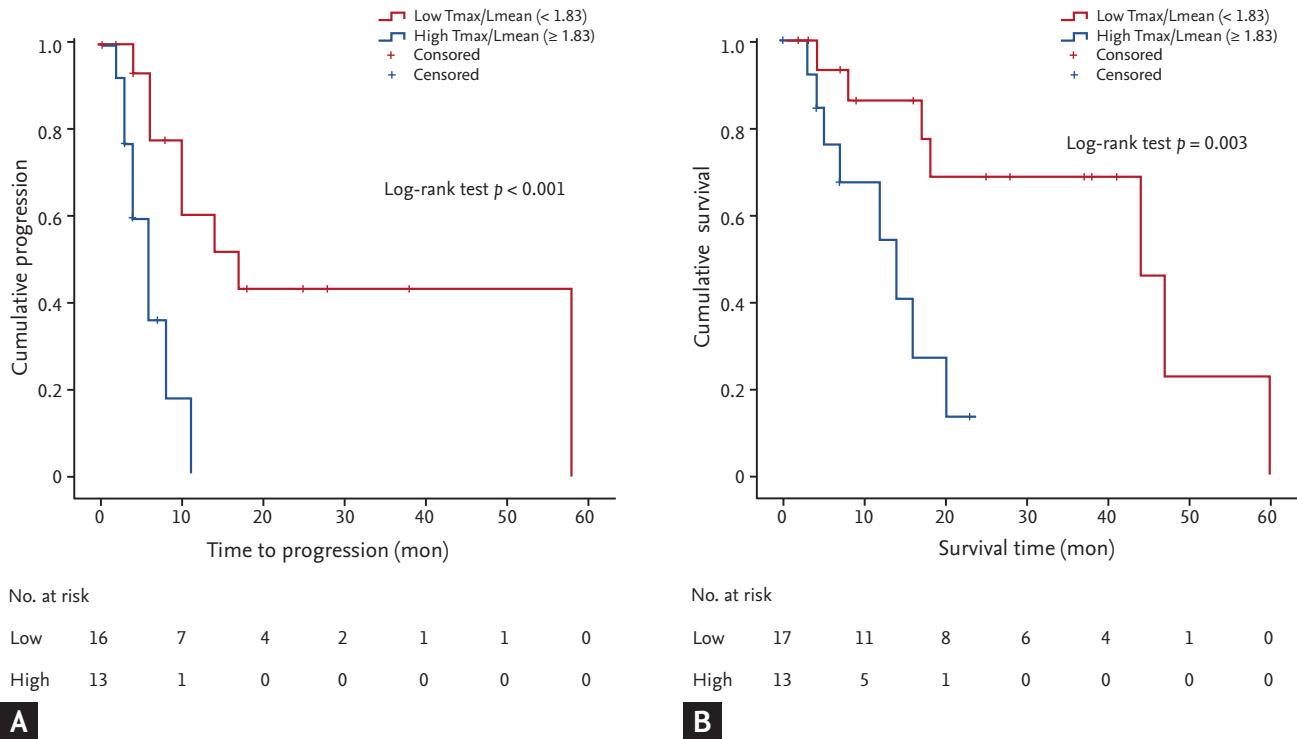 Low Tmax/Lmean (< 1.83)
High Tmax/Lmean (≥ 1.83)
Consored
Censored
1.0
0.8
0.6
0.4
0.2
0
Cumulative progression
Log-rank test p < 0.001
0 10 20 30 40 50 60
Time to progression (mon)
No. at risk
Low 16 7 4 2 1 1 0
High 13 1 0 0 0 0 0
A
Low Tmax/Lmean (< 1.83)
High Tmax/Lmean (≥ 1.83)
Consored
Censored
1.0
0.8
0.6
0.4
0.2
0
Cumulative survival
Log-rank test p = 0.003
0 10 20 30 40 50 60
Survival time (mon)
No. at risk
Low 17 11 8 6 4 1 0
High 13 5 1 0 0 0 0
B